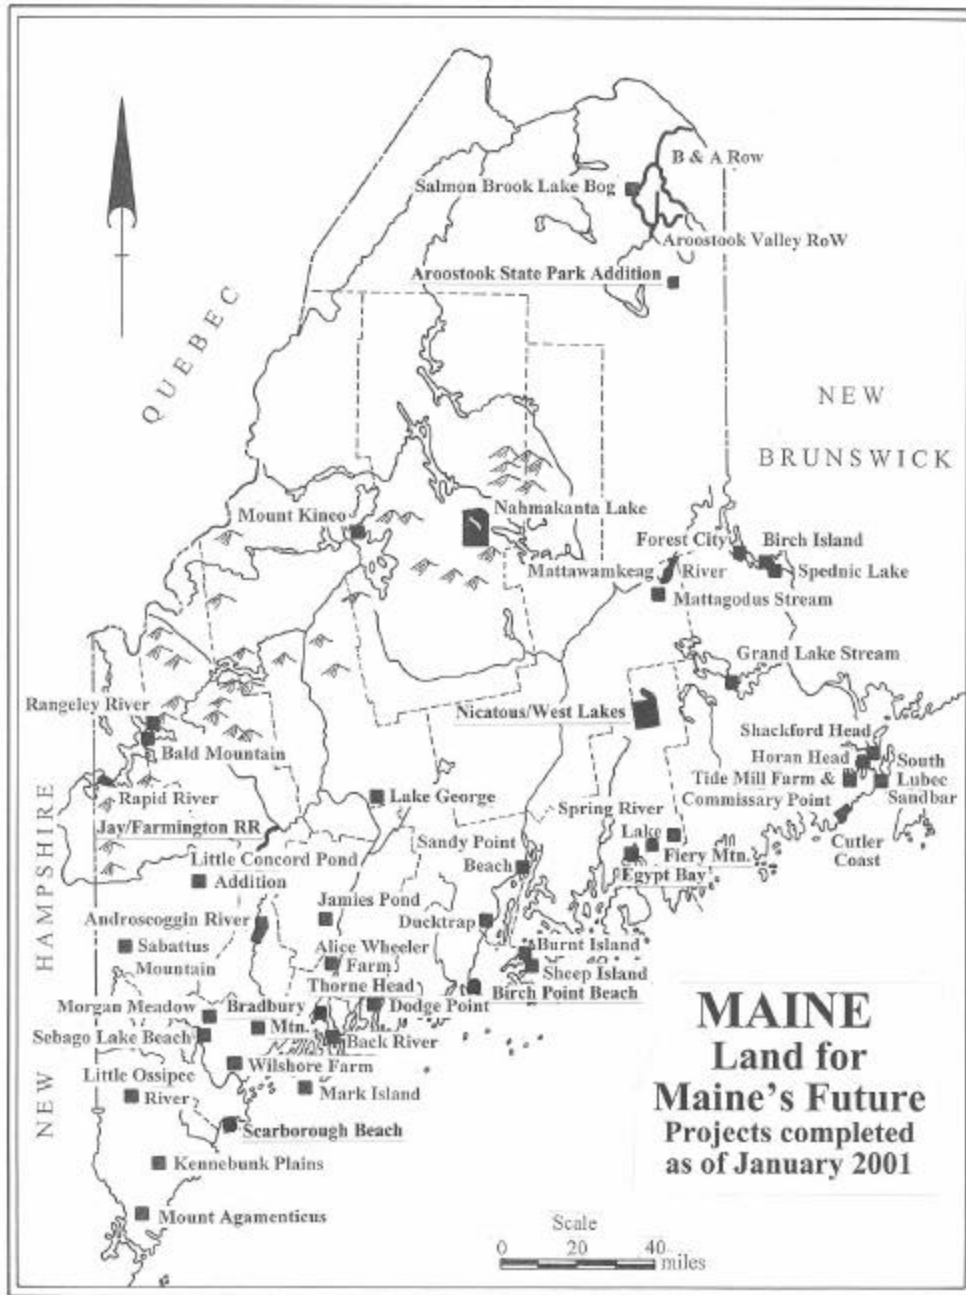 B & A Row
Salmon Brook Lake Bog
Aroostook Valley RoW
Aroostook State Park Addition
QUEBEC
NEW
BRUNSWICK
Mount Kineo
Nahmakanta Lake
Forest City
Birch Island
Mattawamkeag River
Spednic Lake
Mattagodus Stream
Grand Lake Stream
Rangeley River
Nicatous/West Lakes
Bald Mountain
Shackford Head
Horan Head
South
Lubec
Sandbar
Tide Mill Farm &
Commissary Point
Rapid River
Lake George
Spring River
Lake
Cutler
Coast
Jay/Farmington RR
Sandy Point
Beach
Fiery Mtn.
Egypt Bay
Little Concord Pond
Addition
Jamies Pond
Androscoggin River
Ducktrap
Sabattus
Mountain
Alice Wheeler
Farm
Burnt Island
Sheep Island
Thorne Head
Birch Point Beach
Morgan Meadow
Bradbury
Mtn.
Dodge Point
Sebago Lake Beach
Back River
Wilshore Farm
Little Ossipee
River
Mark Island
Scarborough Beach
Kennebunk Plains
Mount Agamenticus
NEW HAMPSHIRE
MAINE
Land for
Maine's Future
Projects completed
as of January 2001
Scale
0 20 40
miles